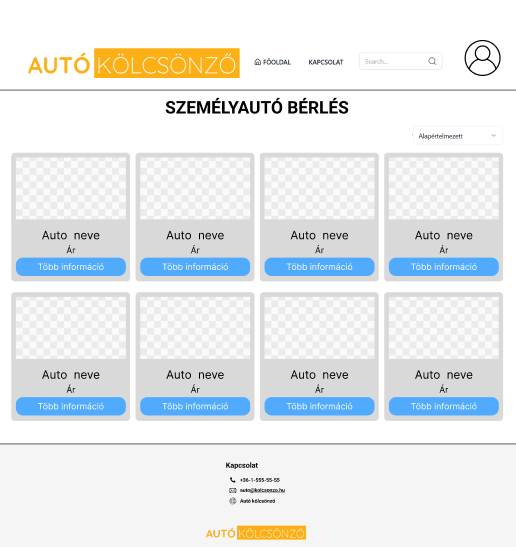 AUTÓ KÖLCSÖNZŐ
FŐOLDAL
KAPCSOLAT
Search...
SZEMÉLYAUTÓ BÉRLÉS
Alapértelmezett
Auto neve
Ár
Több információ
Auto neve
Ár
Több információ
Auto neve
Ár
Több információ
Auto neve
Ár
Több információ
Auto neve
Ár
Több információ
Auto neve
Ár
Több információ
Auto neve
Ár
Több információ
Auto neve
Ár
Több információ
Kapcsolat
+36-1-555-55-55
auto@kolcsonzo.hu
Autó kölcsönző
AUTÓ KÖLCSÖNZŐ